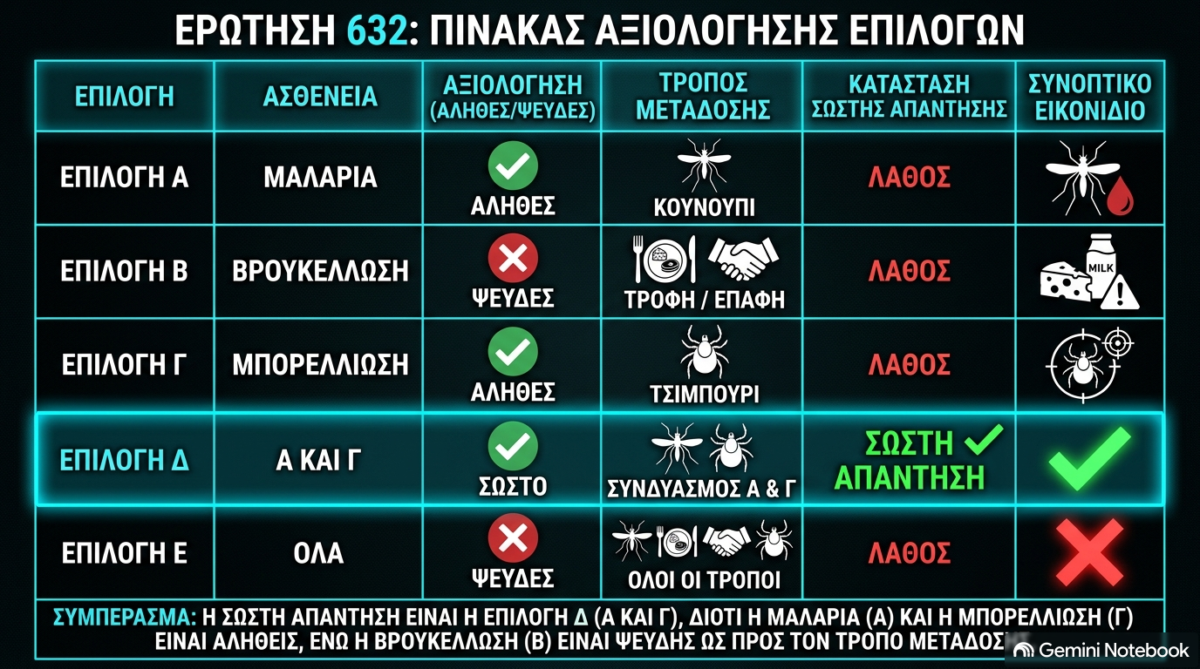 ΕΡΩΤΗΣΗ 632: ΠΙΝΑΚΑΣ ΑΞΙΟΛΟΓΗΣΗΣ ΕΠΙΛΟΓΩΝ
ΕΠΙΛΟΓΗ ΑΣΘΕΝΕΙΑ ΑΞΙΟΛΟΓΗΣΗ (ΑΛΗΘΕΣ/ΨΕΥΔΕΣ) ΤΡΟΠΟΣ ΜΕΤΑΔΟΣΗΣ ΚΑΤΑΣΤΑΣΗ ΣΩΣΤΗΣ ΑΠΑΝΤΗΣΗΣ ΣΥΝΟΠΤΙΚΟ ΕΙΚΟΝΙΔΙΟ
ΕΠΙΛΟΓΗ Α ΜΑΛΑΡΙΑ ΑΛΗΘΕΣ ΚΟΥΝΟΥΠΙ ΛΑΘΟΣ
ΕΠΙΛΟΓΗ Β ΒΡΟΥΚΕΛΛΩΣΗ ΨΕΥΔΕΣ ΤΡΟΦΗ / ΕΠΑΦΗ ΛΑΘΟΣ MILK
ΕΠΙΛΟΓΗ Γ ΜΠΟΡΕΛΛΙΩΣΗ ΑΛΗΘΕΣ ΤΣΙΜΠΟΥΡΙ ΛΑΘΟΣ
ΕΠΙΛΟΓΗ Δ Α ΚΑΙ Γ ΣΩΣΤΟ ΣΥΝΔΥΑΣΜΟΣ Α & Γ ΣΩΣΤΗ ΑΠΑΝΤΗΣΗ
ΕΠΙΛΟΓΗ Ε ΟΛΑ ΨΕΥΔΕΣ ΟΛΟΙ ΟΙ ΤΡΟΠΟΙ ΛΑΘΟΣ
ΣΥΜΠΕΡΑΣΜΑ: Η ΣΩΣΤΗ ΑΠΑΝΤΗΣΗ ΕΙΝΑΙ Η ΕΠΙΛΟΓΗ Δ (Α ΚΑΙ Γ), ΔΙΟΤΙ Η ΜΑΛΑΡΙΑ (Α) ΚΑΙ Η ΜΠΟΡΕΛΛΙΩΣΗ (Γ)
ΕΙΝΑΙ ΑΛΗΘΕΙΣ, ΕΝΩ Η ΒΡΟΥΚΕΛΛΩΣΗ (Β) ΕΙΝΑΙ ΨΕΥΔΗΣ ΩΣ ΠΡΟΣ ΤΟΝ ΤΡΟΠΟ
Gemini Notebook